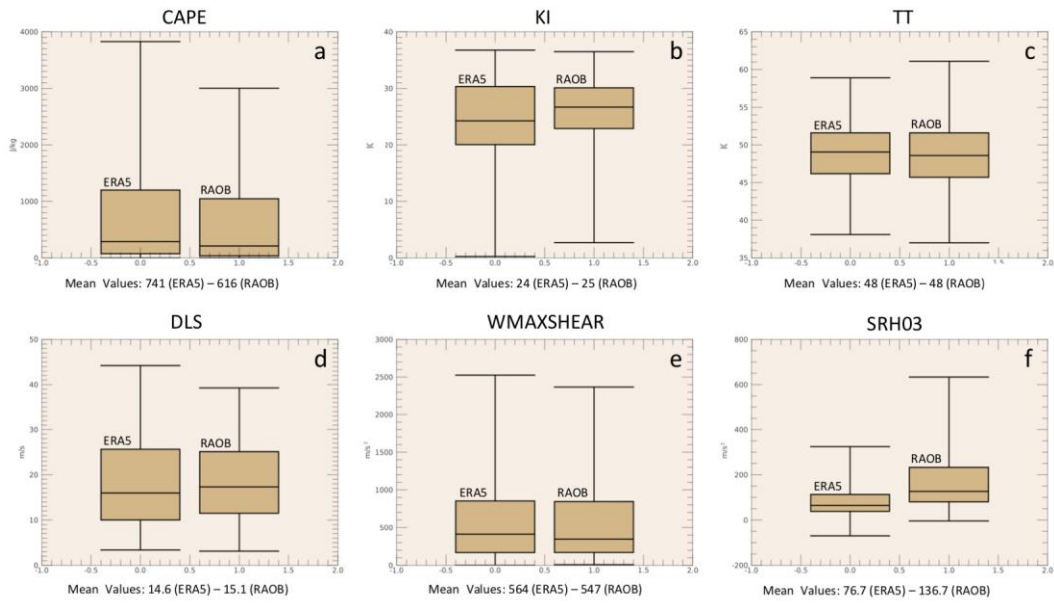 CAPE
KI
TT
a
b
c
4000
3000
2000
1000
0
J/kg
ERA5
RAOB
-1.0 -0.5 0.0 0.5 1.0 1.5 2.0
Mean Values: 741 (ERA5) – 616 (RAOB)
40
30
20
10
0
K
ERA5
RAOB
-1.0 -0.5 0.0 0.5 1.0 1.5 2.0
Mean Values: 24 (ERA5) – 25 (RAOB)
65
60
55
50
45
40
35
K
ERA5
RAOB
-1.0 -0.5 0.0 0.5 1.0 2.0
Mean Values: 48 (ERA5) – 48 (RAOB)
DLS
WMAXSHEAR
SRH03
d
e
f
50
40
30
20
10
0
m/s
ERA5
RAOB
-1.0 -0.5 0.0 0.5 1.0 1.5 2.0
Mean Values: 14.6 (ERA5) – 15.1 (RAOB)
3000
2500
2000
1500
1000
500
0
m/s²
ERA5
RAOB
-1.0 -0.5 0.0 0.5 1.0 1.5 2.0
Mean Values: 564 (ERA5) – 547 (RAOB)
800
600
400
200
0
-200
m/s²
ERA5
RAOB
-1.0 -0.5 0.0 0.5 1.0 1.5 2.0
Mean Values: 76.7 (ERA5) – 136.7 (RAOB)